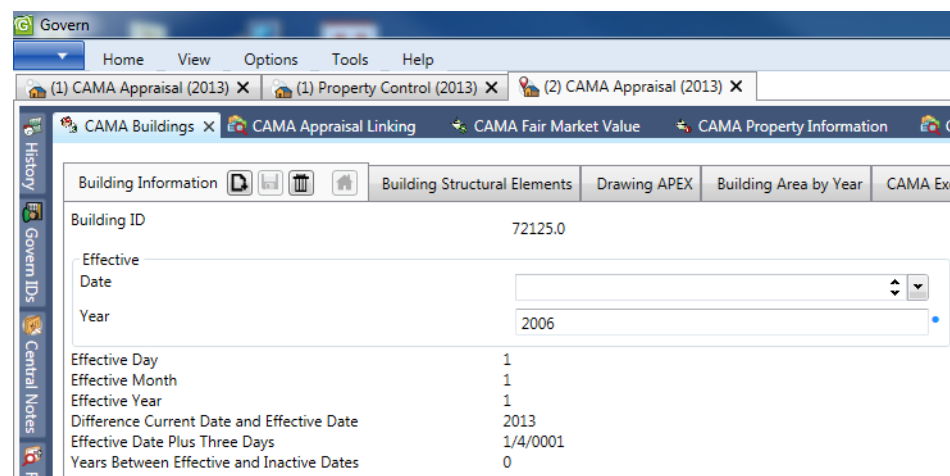 Govern
Home View Options Tools Help
(1) CAMA Appraisal (2013) (1) Property Control (2013) (2) CAMA Appraisal (2013)
CAMA Buildings CAMA Appraisal Linking CAMA Fair Market Value CAMA Property Information
History
Govern IDs
Central Notes
Building Information Building Structural Elements Drawing APEX Building Area by Year CAMA Ex
Building ID 72125.0
Effective
Date
Year 2006
Effective Day 1
Effective Month 1
Effective Year 1
Difference Current Date and Effective Date 2013
Effective Date Plus Three Days 1/4/0001
Years Between Effective and Inactive Dates 0